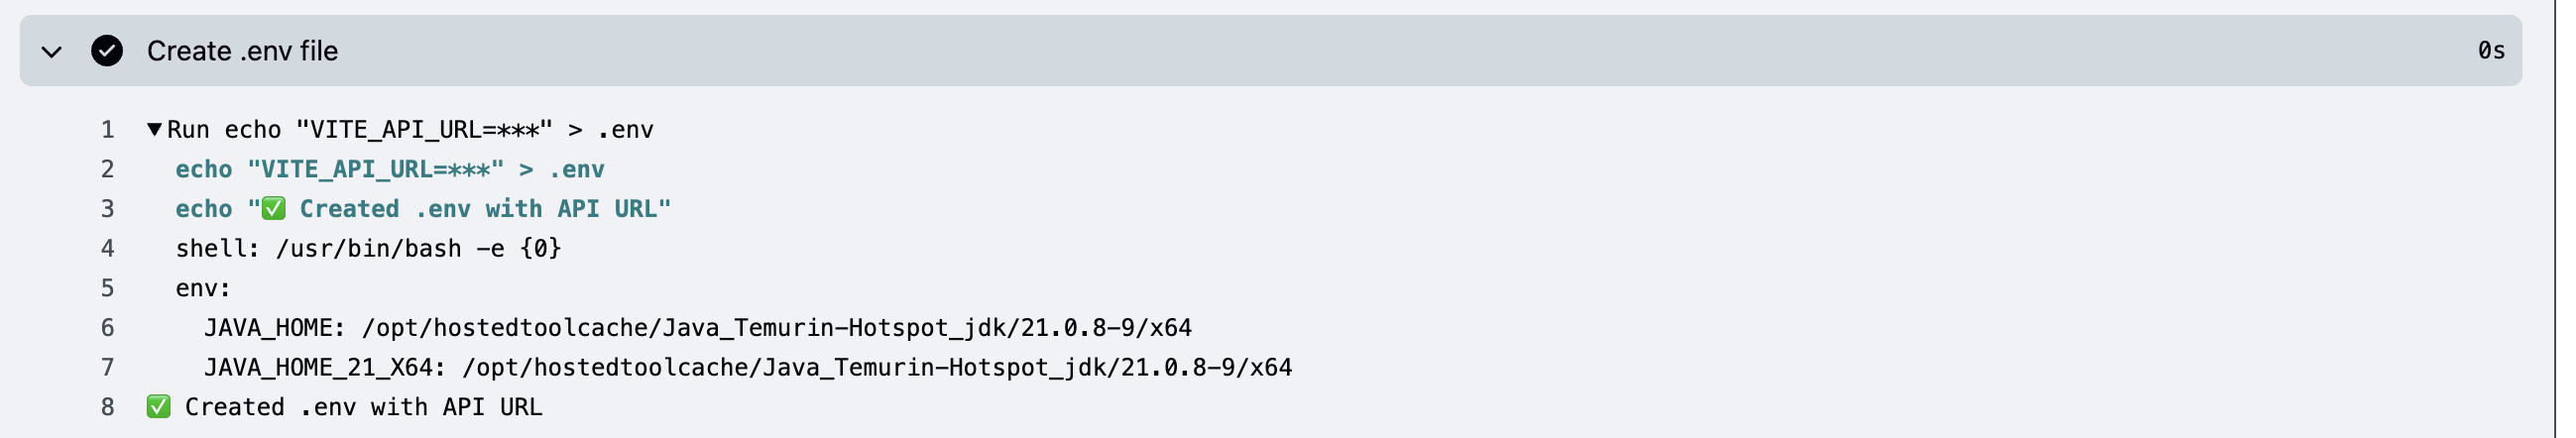 Create .env file 0s
1 ▼Run echo "VITE_API_URL=***" > .env
2 echo "VITE_API_URL=***" > .env
3 echo "✅ Created .env with API URL"
4 shell: /usr/bin/bash -e {0}
5 env:
6 JAVA_HOME: /opt/hostedtoolcache/Java_Temurin-Hotspot_jdk/21.0.8-9/x64
7 JAVA_HOME_21_X64: /opt/hostedtoolcache/Java_Temurin-Hotspot_jdk/21.0.8-9/x64
8 ✅ Created .env with API URL